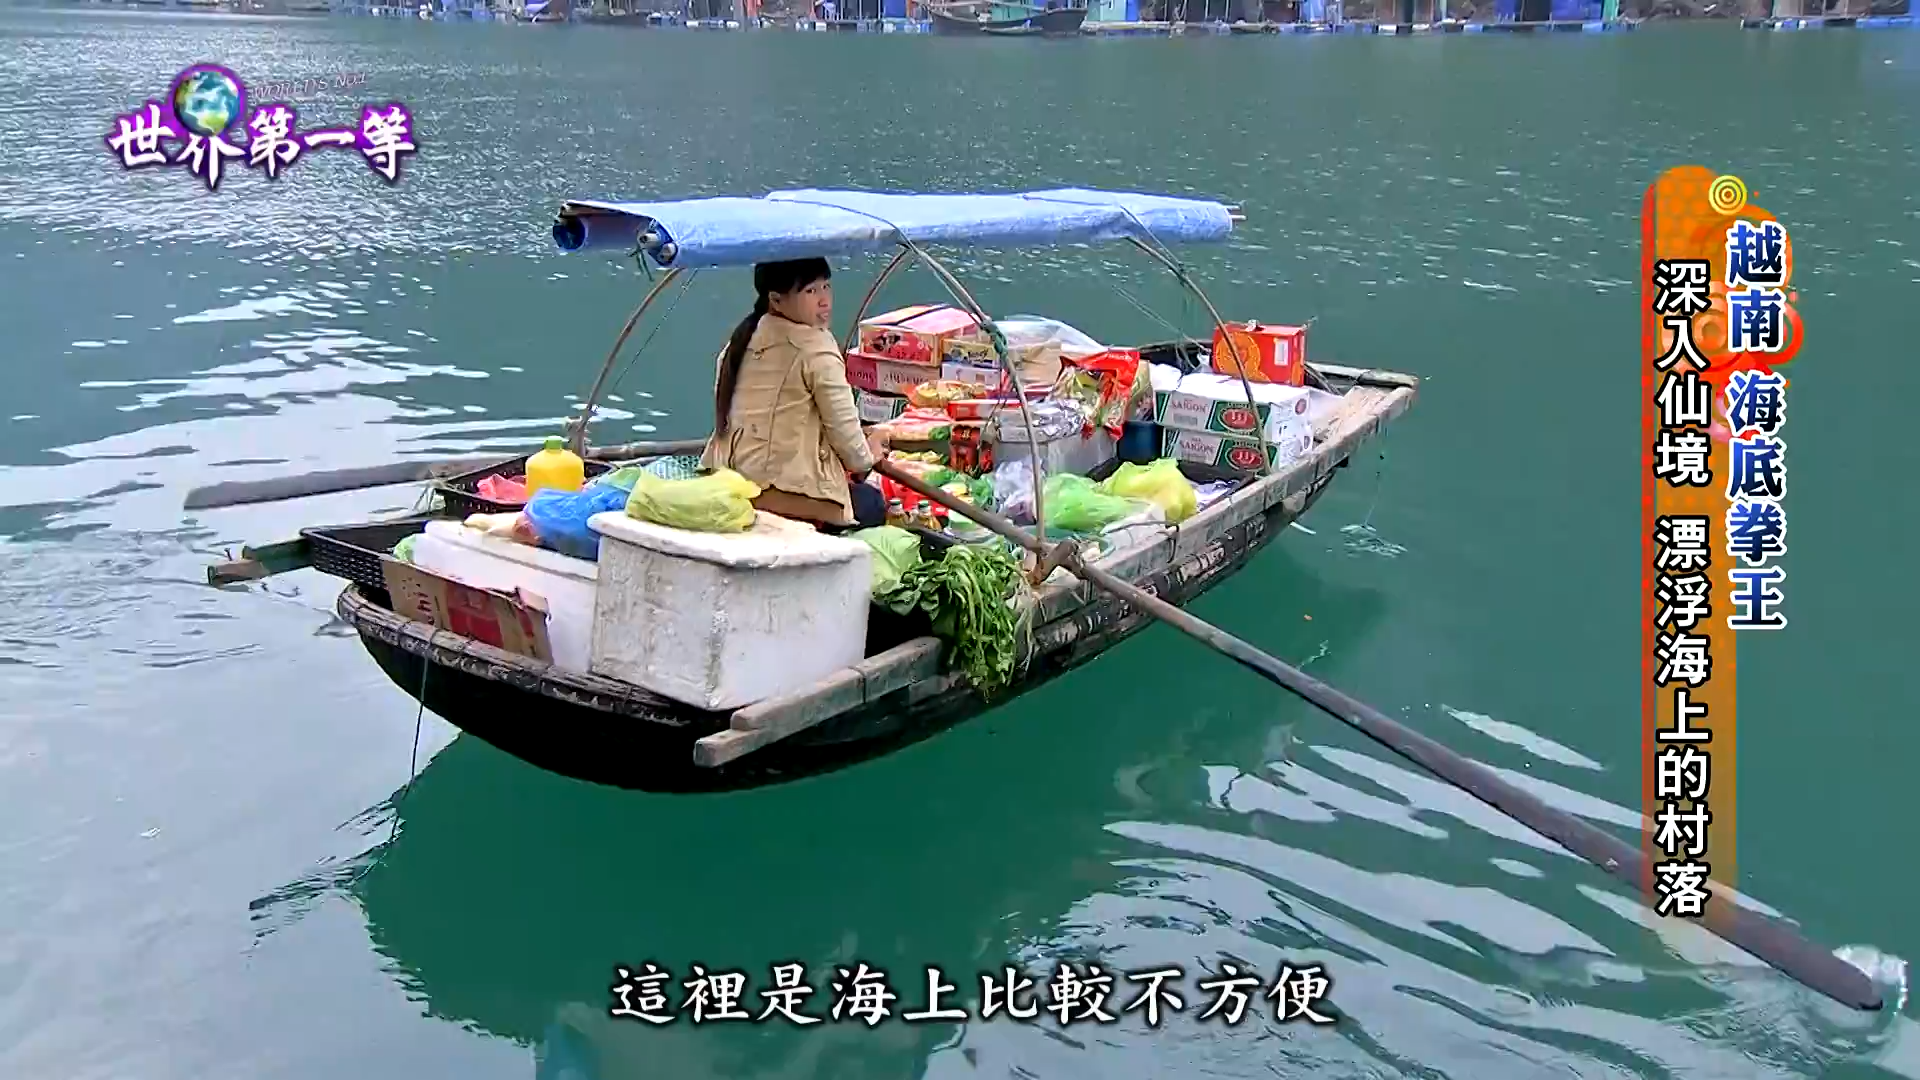 WORLD'S No.1
世界第一等
越南 海底拳王
深入仙境 漂浮海上的村落
SAIGON
SAIGON
這裡是海上比較不方便